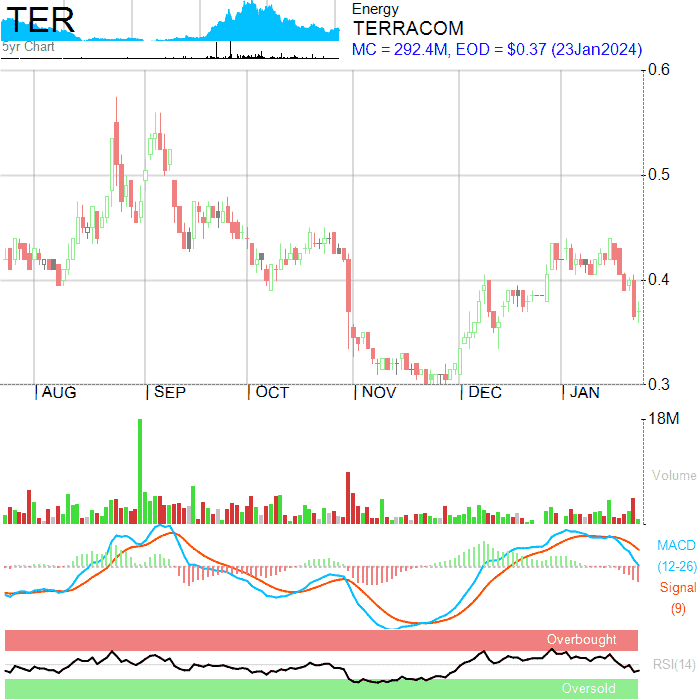 TER
5yr Chart
Energy
TERRACOM
MC = 292.4M, EOD = $0.37 (23Jan2024)
0.6
0.5
0.4
0.3
AUG SEP OCT NOV DEC JAN
18M
Volume
MACD
(12-26)
Signal
(9)
Overbought
RSI(14)
Oversold